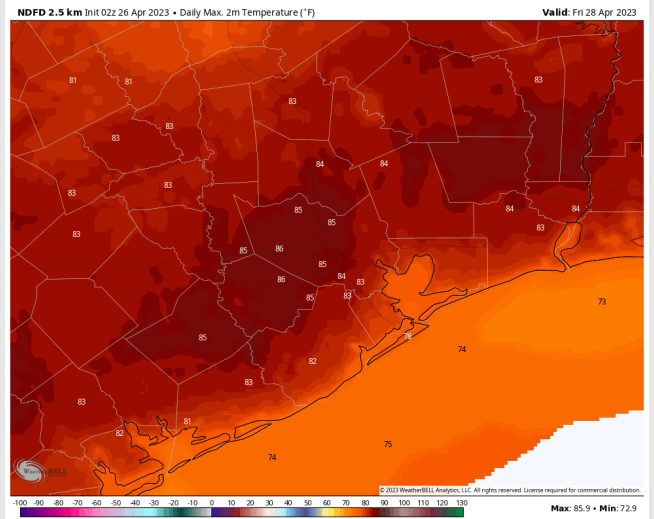 NDFD 2.5 km Init 02z 26 Apr 2023 • Daily Max. 2m Temperature (°F)
Valid: Fri 28 Apr 2023
81 81 83
83
83 83
84 84
83 83
85 84 84
85 83
83
85 86
85
86 84 83
85 83
73
85
74
82
83
83
81
82
75
74
WEATHERBELL
© 2023 WeatherBELL Analytics, LLC. All rights reserved. License required for commercial distribution.
-100 -90 -80 -70 -60 -50 -40 -30 -20 -10 0 10 20 30 40 50 60 70 80 90 100 110 120 130
Max: 85.9 • Min: 72.9